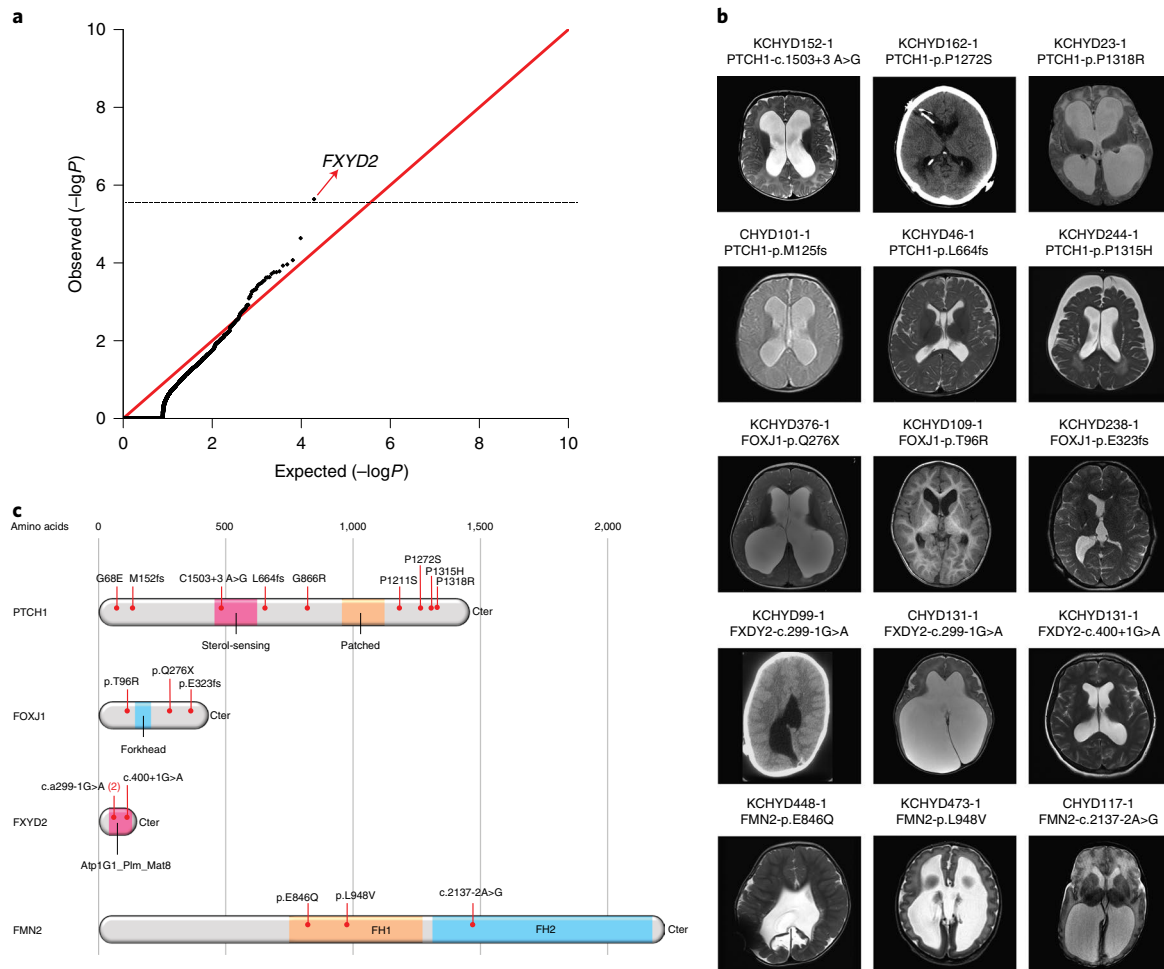 a
10
8
6
4
2
0
Observed (–logP)
FXYD2
0
2
4
6
8
10
Expected (–logP)
b
KCHYD152-1
PTCH1-c.1503+3 A>G
KCHYD162-1
PTCH1-p.P1272S
KCHYD23-1
PTCH1-p.P1318R
CHYD101-1
PTCH1-p.M125fs
KCHYD46-1
PTCH1-p.L664fs
KCHYD244-1
PTCH1-p.P1315H
KCHYD376-1
FOXJ1-p.Q276X
KCHYD109-1
FOXJ1-p.T96R
KCHYD238-1
FOXJ1-p.E323fs
KCHYD99-1
FXDY2-c.299-1G>A
CHYD131-1
FXDY2-c.299-1G>A
KCHYD131-1
FXDY2-c.400+1G>A
KCHYD448-1
FMN2-p.E846Q
KCHYD473-1
FMN2-p.L948V
CHYD117-1
FMN2-c.2137-2A>G
c
Amino acids
0
500
1,000
1,500
2,000
PTCH1
G68E
M152fs
C1503+3 A>G
L664fs
G866R
P1211S
P1272S
P1315H
P1318R
Cter
Sterol-sensing
Patched
FOXJ1
p.T96R
p.Q276X
p.E323fs
Cter
Forkhead
FXYD2
c.a299-1G>A (2)
c.400+1G>A
Cter
Atp1G1_Plm_Mat8
FMN2
p.E846Q
p.L948V
c.2137-2A>G
FH1
FH2
Cter